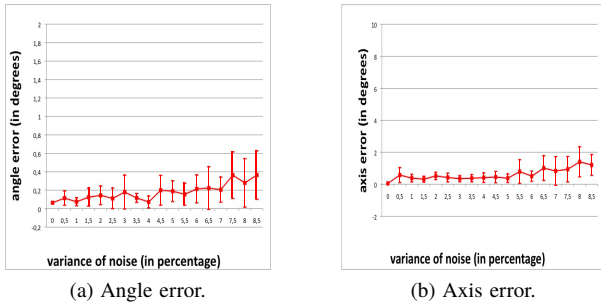 2
1,8
1,6
1,4
1,2
1
0,8
0,6
0,4
0,2
0
-0,2
angle error (in degrees)
0 0,5 1 1,5 2 2,5 3 3,5 4 4,5 5 5,5 6 6,5 7 7,5 8 8,5
variance of noise (in percentage)
(a) Angle error.
10
8
6
4
2
0
-2
axis error (in degrees)
0 0,5 1 1,5 2 2,5 3 3,5 4 4,5 5 5,5 6 6,5 7 7,5 8 8,5
variance of noise (in percentage)
(b) Axis error.